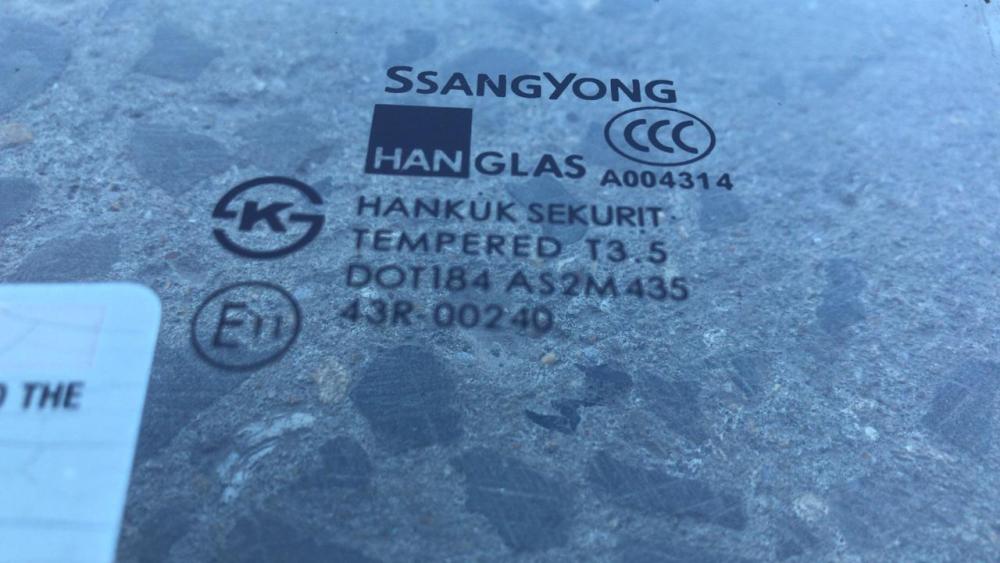 SSANGYONG
HANGLAS
CCC
A004314
K
HANKUK SEKURIT
TEMPERED T3.5
DOT184 AS2M435
E11
43R-00240
THE